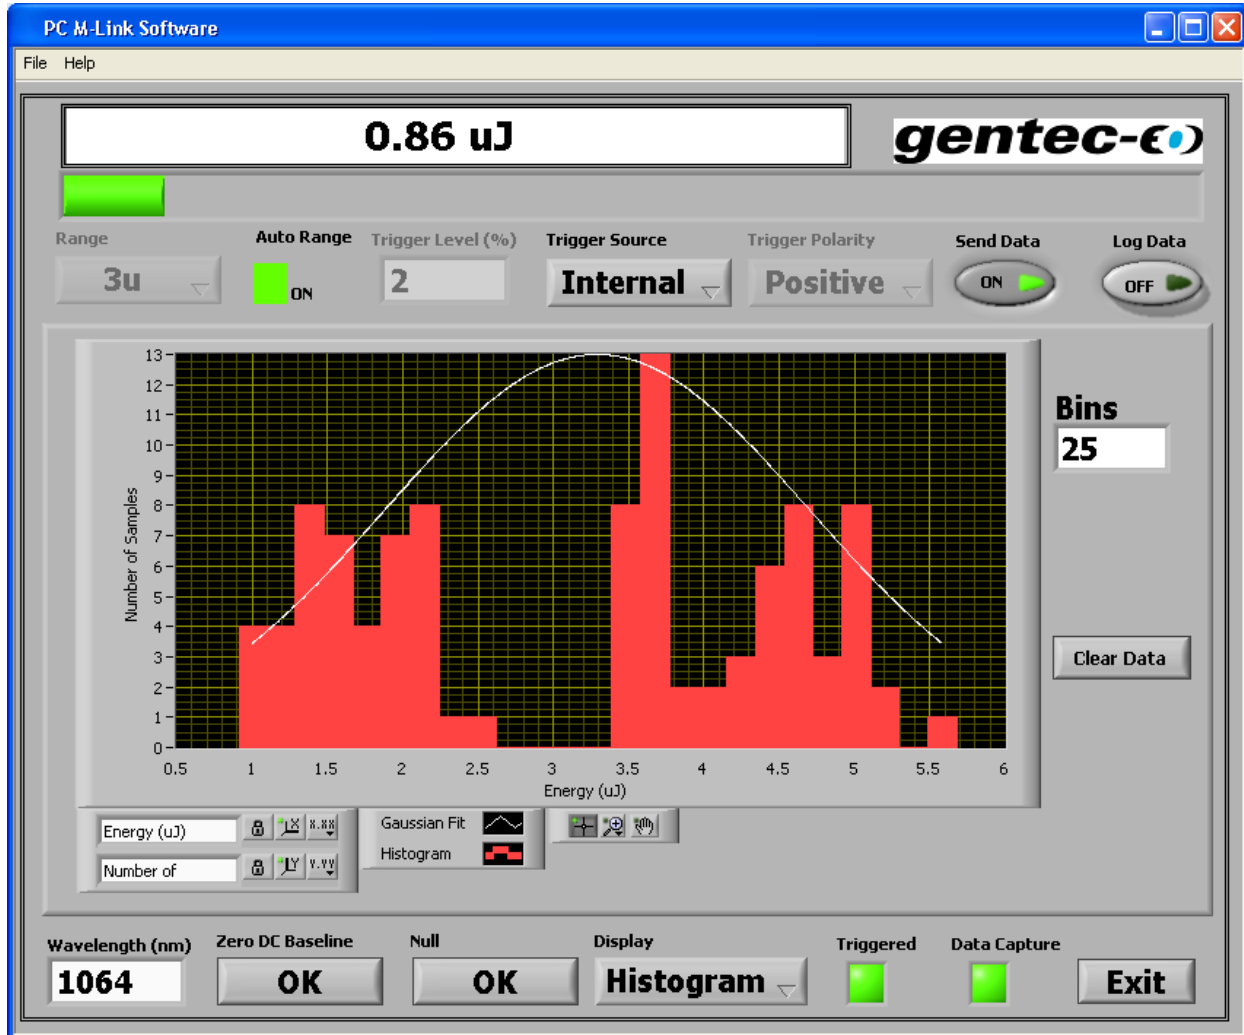 PC M-Link Software
File Help
0.86 uJ
gentec-eo
Range
Auto Range
Trigger Level (%)
Trigger Source
Trigger Polarity
Send Data
Log Data
3u
ON
2
Internal
Positive
ON
OFF
13
12
11
10
9
8
7
6
5
4
3
2
1
0
Number of Samples
0.5 1 1.5 2 2.5 3 3.5 4 4.5 5 5.5 6
Energy (uJ)
Bins
25
Clear Data
Energy (uJ)
X X.XX
Number of
Y Y.YY
Gaussian Fit
Histogram
Wavelength (nm)
Zero DC Baseline
Null
Display
Triggered
Data Capture
1064
OK
OK
Histogram
Exit